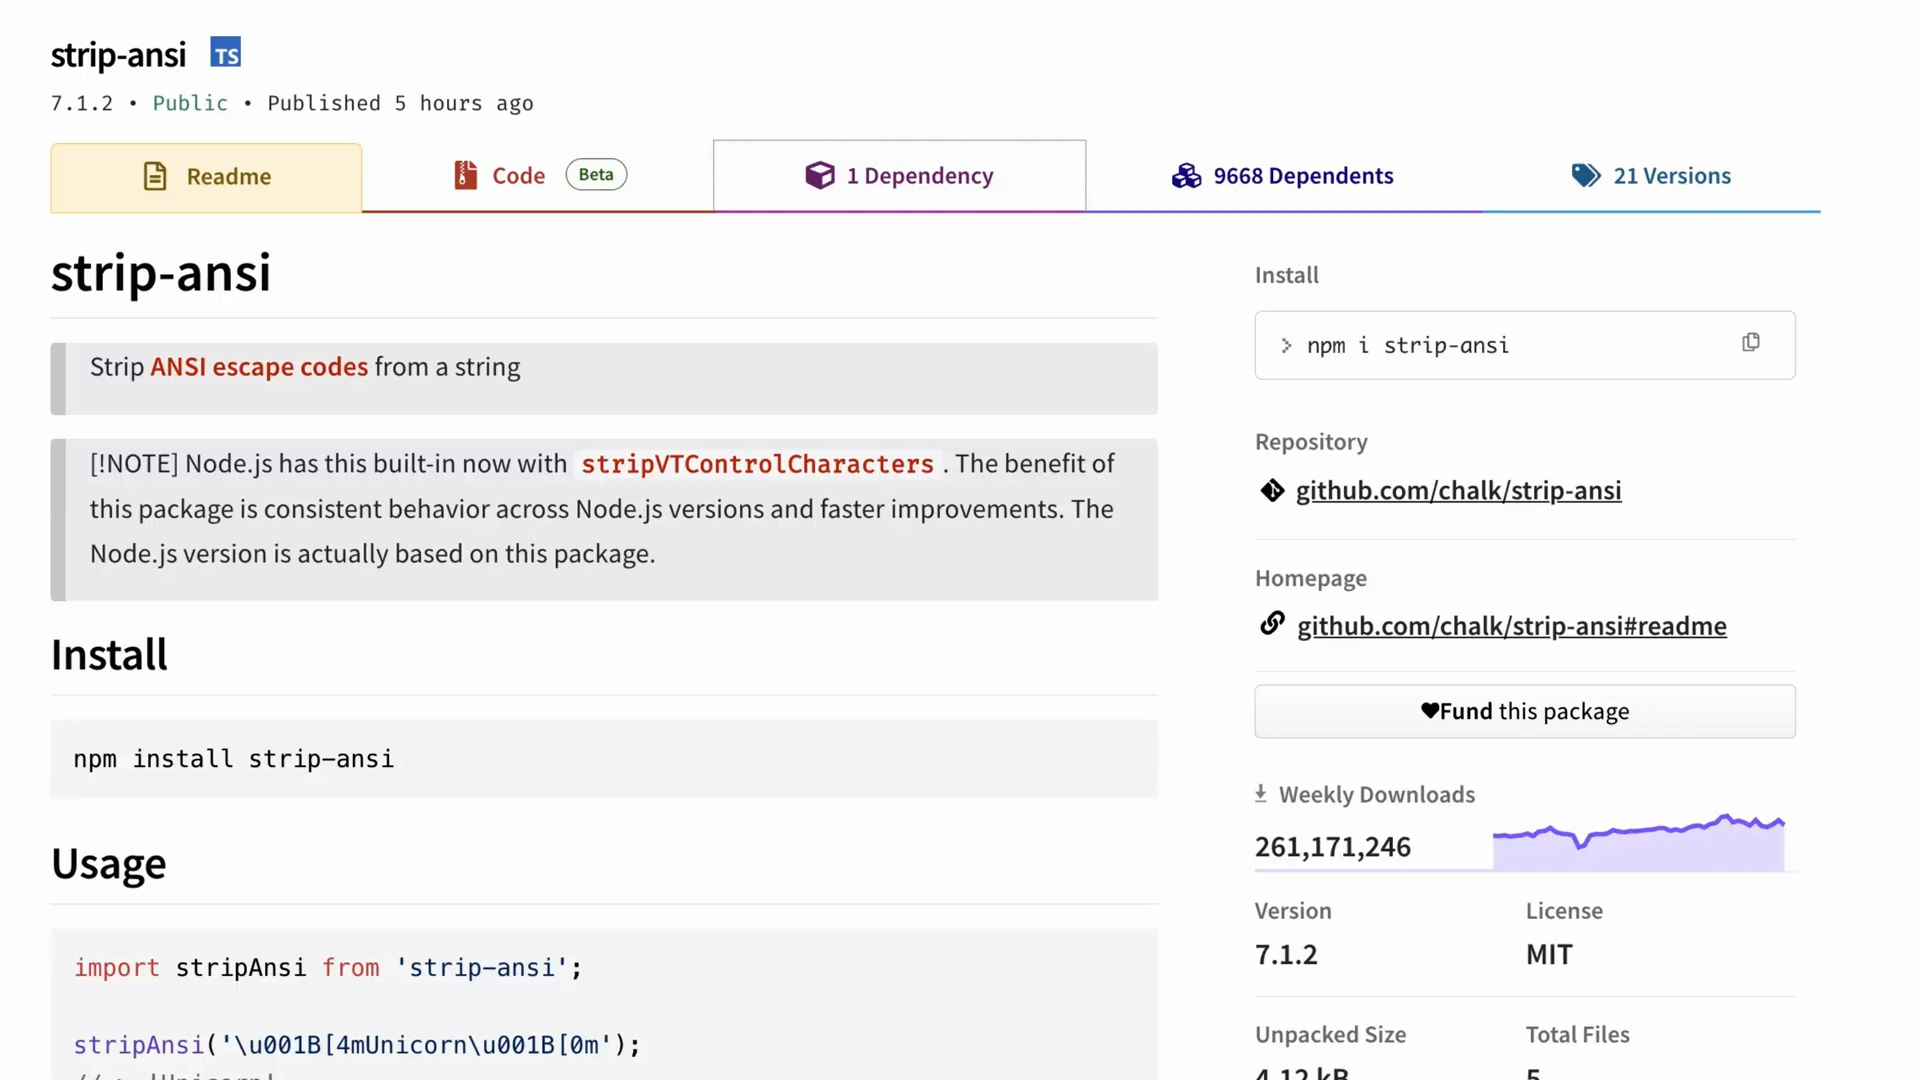 strip-ansi TS
7.1.2 • Public • Published 5 hours ago
Readme
Code Beta
1 Dependency
9668 Dependents
21 Versions
strip-ansi
Strip ANSI escape codes from a string
[!NOTE] Node.js has this built-in now with stripVTControlCharacters . The benefit of
this package is consistent behavior across Node.js versions and faster improvements. The
Node.js version is actually based on this package.
Install
npm install strip-ansi
Usage
import stripAnsi from 'strip-ansi';
stripAnsi('\u001B[4mUnicorn\u001B[0m');
Install
> npm i strip-ansi
Repository
github.com/chalk/strip-ansi
Homepage
github.com/chalk/strip-ansi#readme
Fund this package
Weekly Downloads
261,171,246
Version
7.1.2
License
MIT
Unpacked Size
4.12 kB
Total Files
5